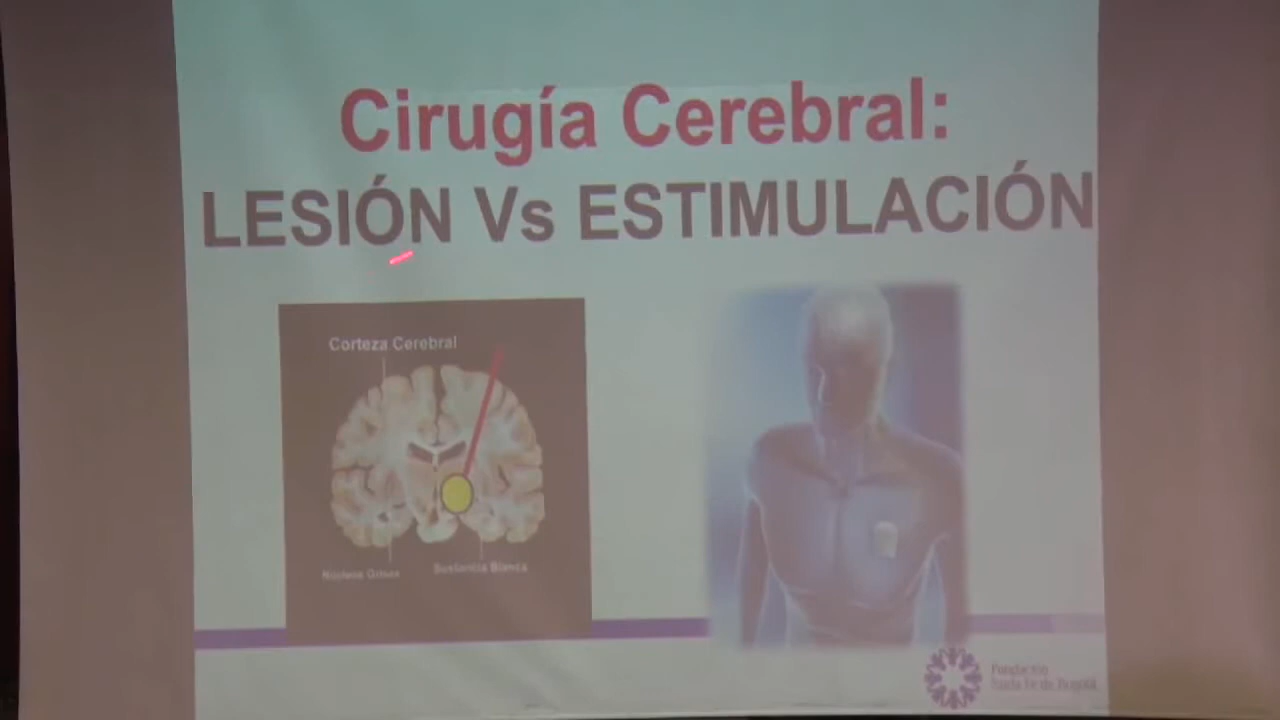 Cirugía Cerebral:
LESIÓN Vs ESTIMULACIÓN
Corteza Cerebral
Núcleos Grises
Sustancia Blanca
Fundación
Santa Fe de Bogotá